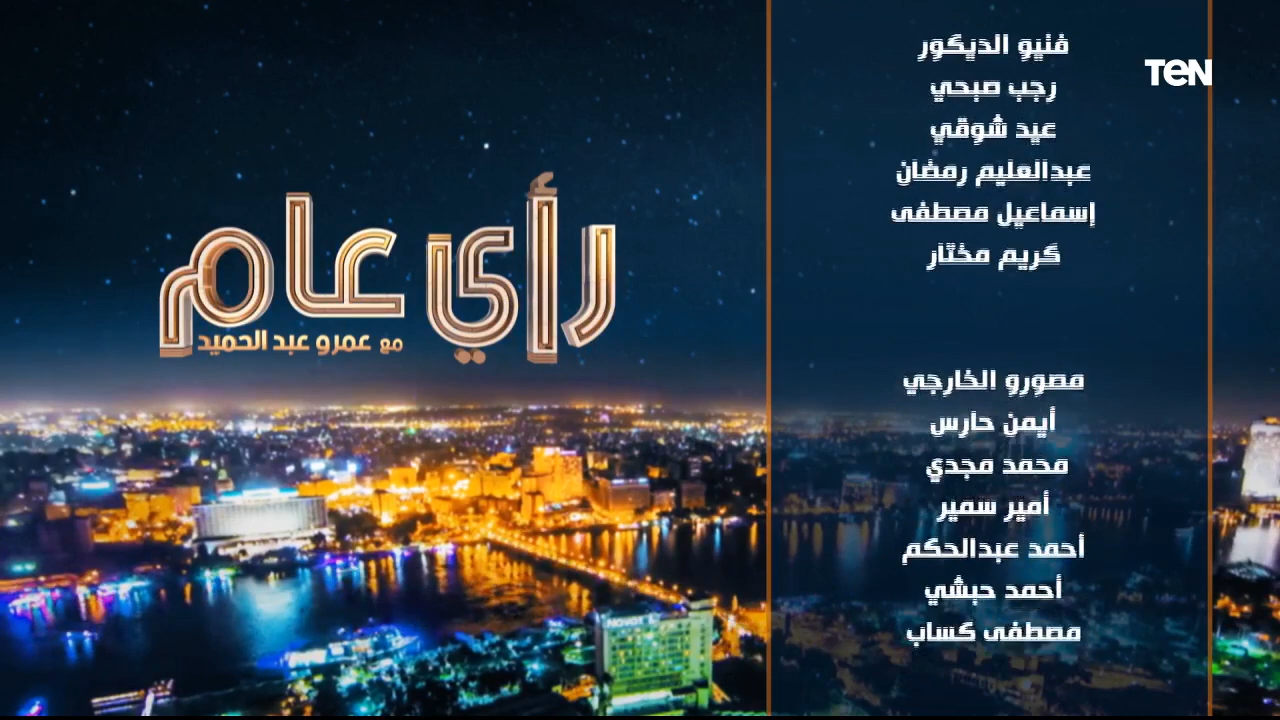 TEN
رأي عام
مع عمرو عبد الحميد
فنيو الديكور
رجب صبحي
عيد شوقي
عبدالعليم رمضان
إسماعيل مصطفى
كريم مختار
مصورو الخارجي
أيمن حارس
محمد مجدي
أمير سمير
أحمد عبدالحكم
أحمد حبشي
مصطفى كساب